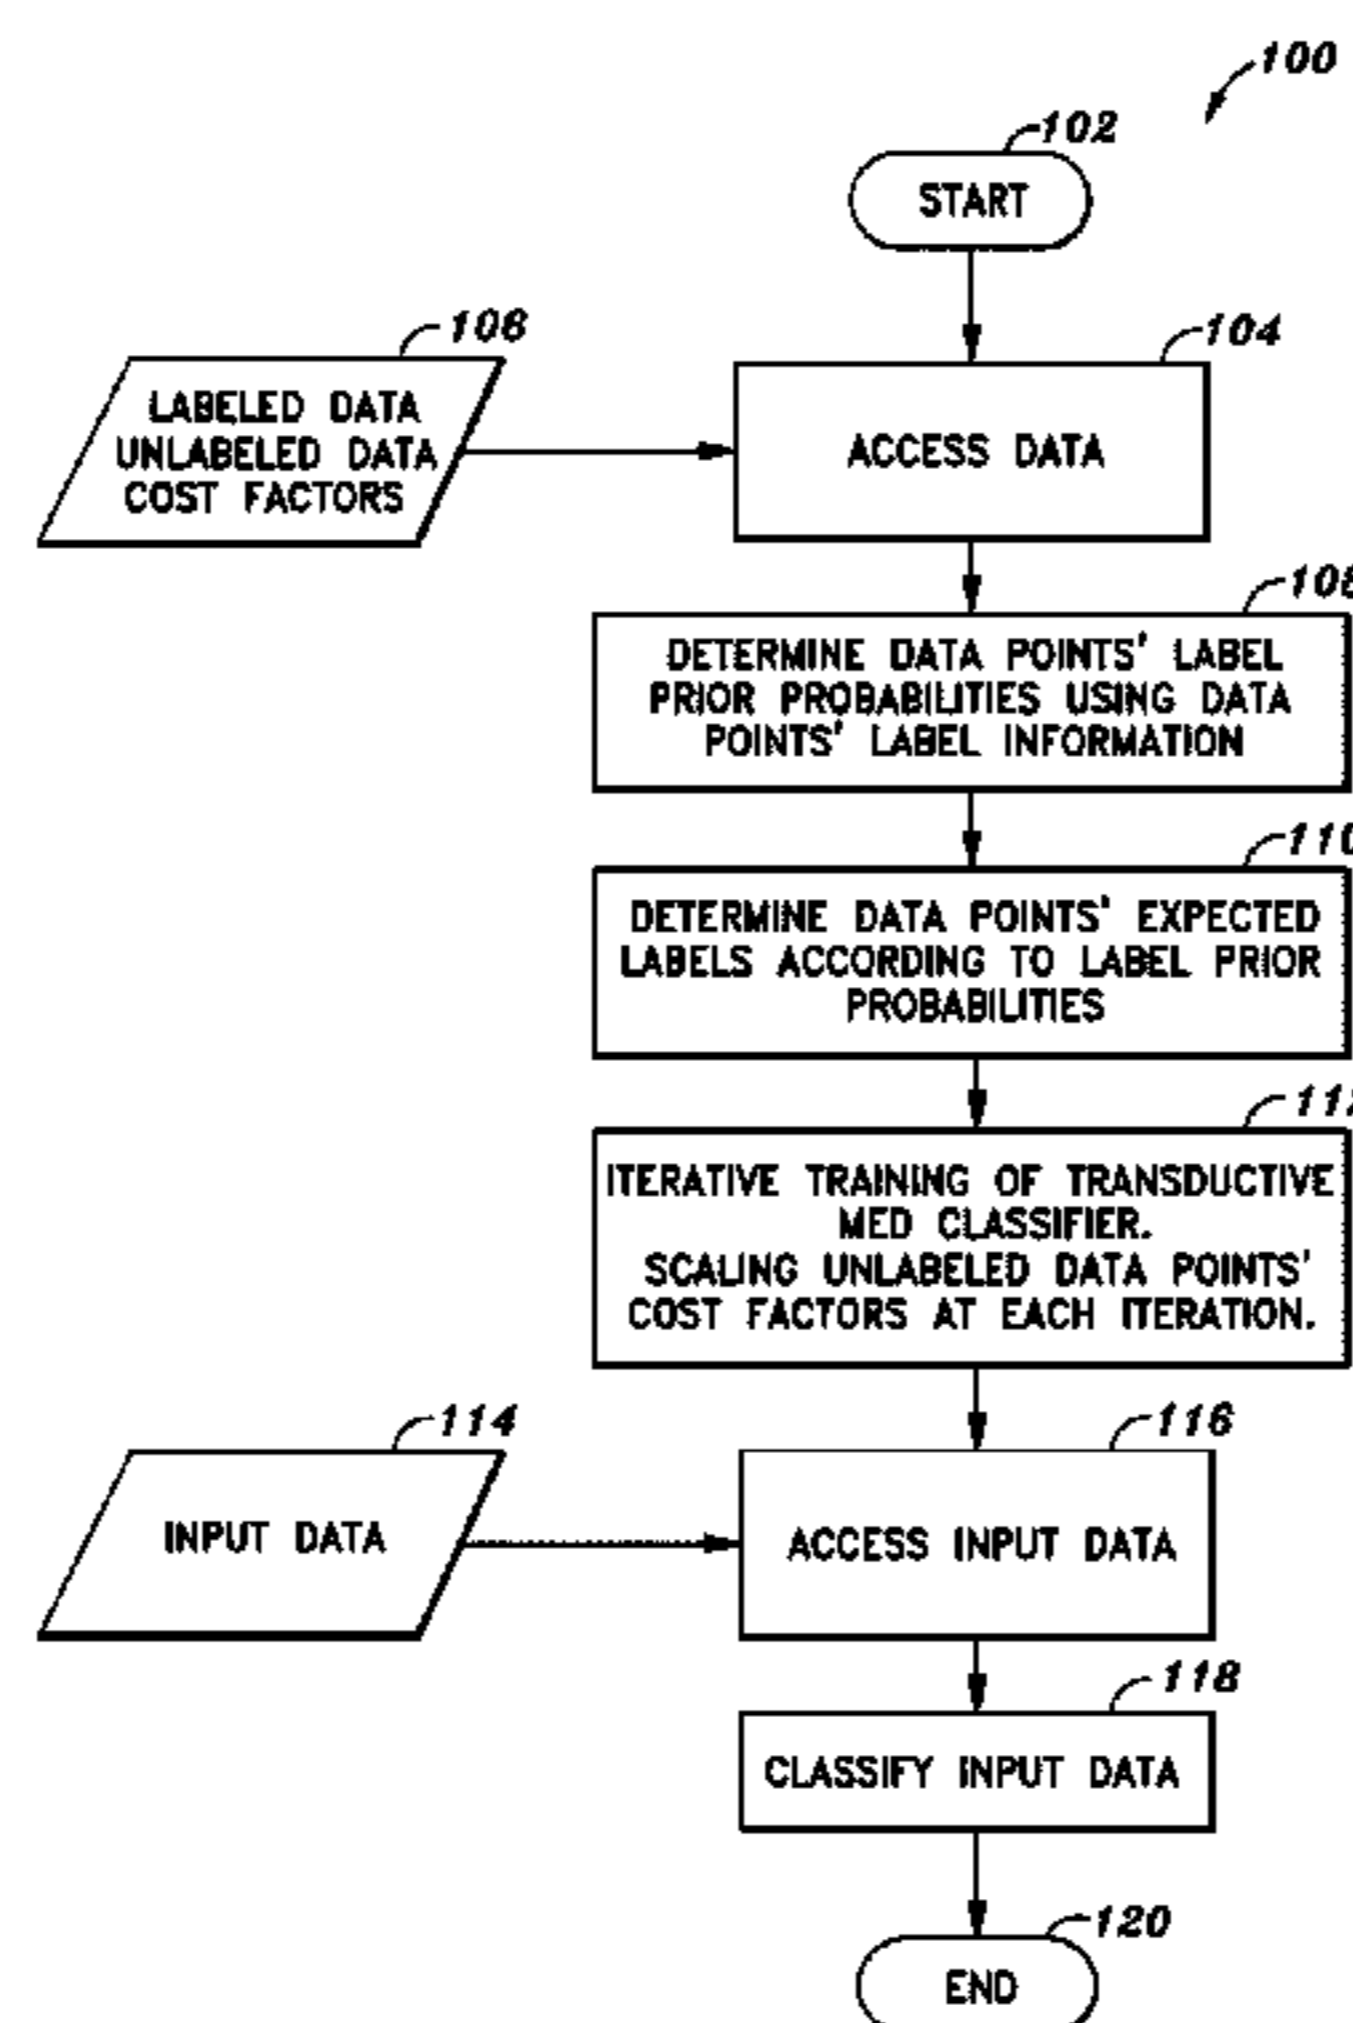 100
102
START
106
104
LABELED DATA
UNLABELED DATA
COST FACTORS
ACCESS DATA
108
DETERMINE DATA POINTS' LABEL
PRIOR PROBABILITIES USING DATA
POINTS' LABEL INFORMATION
110
DETERMINE DATA POINTS' EXPECTED
LABELS ACCORDING TO LABEL PRIOR
PROBABILITIES
112
ITERATIVE TRAINING OF TRANSDUCTIVE
MED CLASSIFIER.
SCALING UNLABELED DATA POINTS'
COST FACTORS AT EACH ITERATION.
114
116
INPUT DATA
ACCESS INPUT DATA
118
CLASSIFY INPUT DATA
120
END